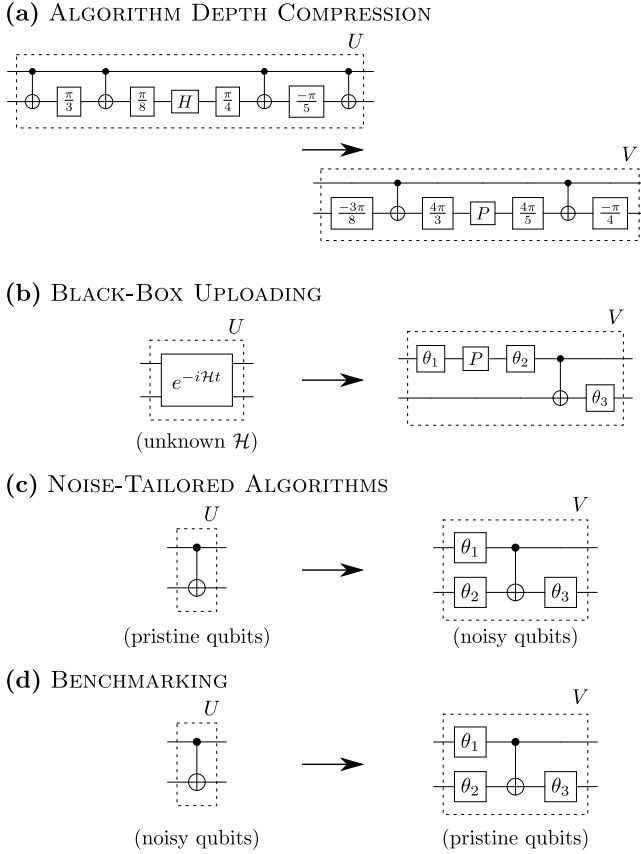 (a) ALGORITHM DEPTH COMPRESSION
U
π/3 π/8 H π/4 -π/5
V
-3π/8 4π/3 P 4π/5 -π/4
(b) BLACK-BOX UPLOADING
U V
θ₁ P θ₂
e^{-iℋt}
θ₃
(unknown ℋ)
(c) NOISE-TAILORED ALGORITHMS
U V
θ₁
θ₂ θ₃
(pristine qubits) (noisy qubits)
(d) BENCHMARKING
U V
θ₁
θ₂ θ₃
(noisy qubits) (pristine qubits)